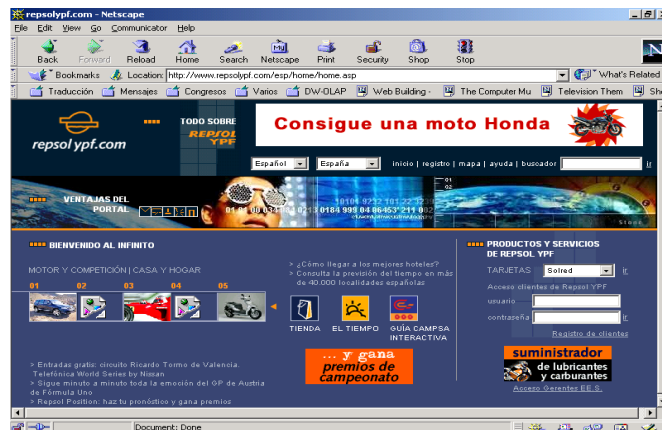 repsolypf.com - Netscape
File Edit View Go Communicator Help
Back Forward Reload Home Search Netscape Print Security Shop Stop
Bookmarks Location: http://www.repsolypf.com/esp/home/home.asp What's Related
Traducción Mensajes Congresos Varios DW-OLAP Web Building - The Computer Mu Television Them Sh
repsolypf.com
TODO SOBRE
REPSOL
YPF
Consigue una moto Honda
Español España inicio | registro | mapa | ayuda | buscador ir
VENTAJAS DEL
PORTAL
BIENVENIDO AL INFINITO
MOTOR Y COMPETICIÓN | CASA Y HOGAR
01 02 03 04 05
> Entradas gratis: circuito Ricardo Tormo de Valencia.
Telefónica World Series by Nissan
> Sigue minuto a minuto toda la emoción del GP de Austria
de Fórmula Uno
> Repsol Position: haz tu pronóstico y gana premios
> ¿Cómo llegar a los mejores hoteles?
> Consulta la previsión del tiempo en más
de 40.000 localidades españolas
TIENDA EL TIEMPO GUÍA CAMPSA
INTERACTIVA
... y gana
premios de
campeonato
PRODUCTOS Y SERVICIOS
DE REPSOL YPF
TARJETAS Solred ir
Acceso clientes de Repsol YPF
usuario
contraseña ir
Registro de clientes
suministrador
de lubricantes
y carburantes
Acceso Gerentes EE.S.
Document: Done